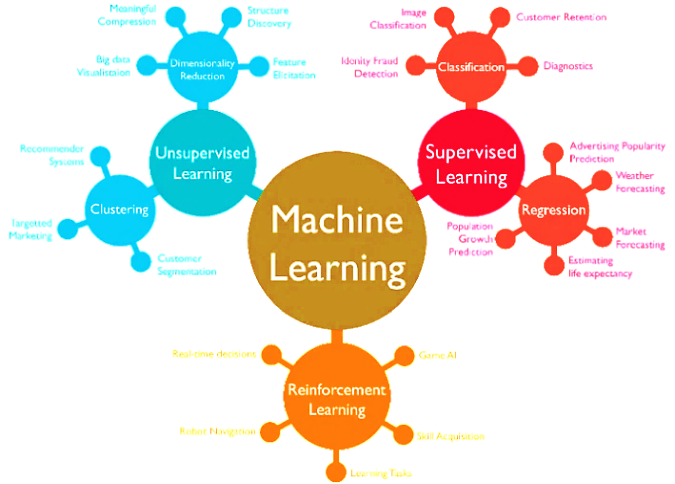 Meaningful
Compression
Structure
Discovery
Big data
Visualistaion
Dimensionality
Reduction
Feature
Elicitation
Unsupervised
Learning
Recommender
Systems
Clustering
Targetted
Marketing
Customer
Segmentation
Image
Classification
Customer Retention
Idenity Fraud
Detection
Classification
Diagnostics
Supervised
Learning
Advertising Popularity
Prediction
Weather
Forecasting
Regression
Population
Growth
Prediction
Market
Forecasting
Estimating
life expectancy
Machine
Learning
Real-time decisions
Game AI
Reinforcement
Learning
Robot Navigation
Skill Acquisition
Learning Tasks